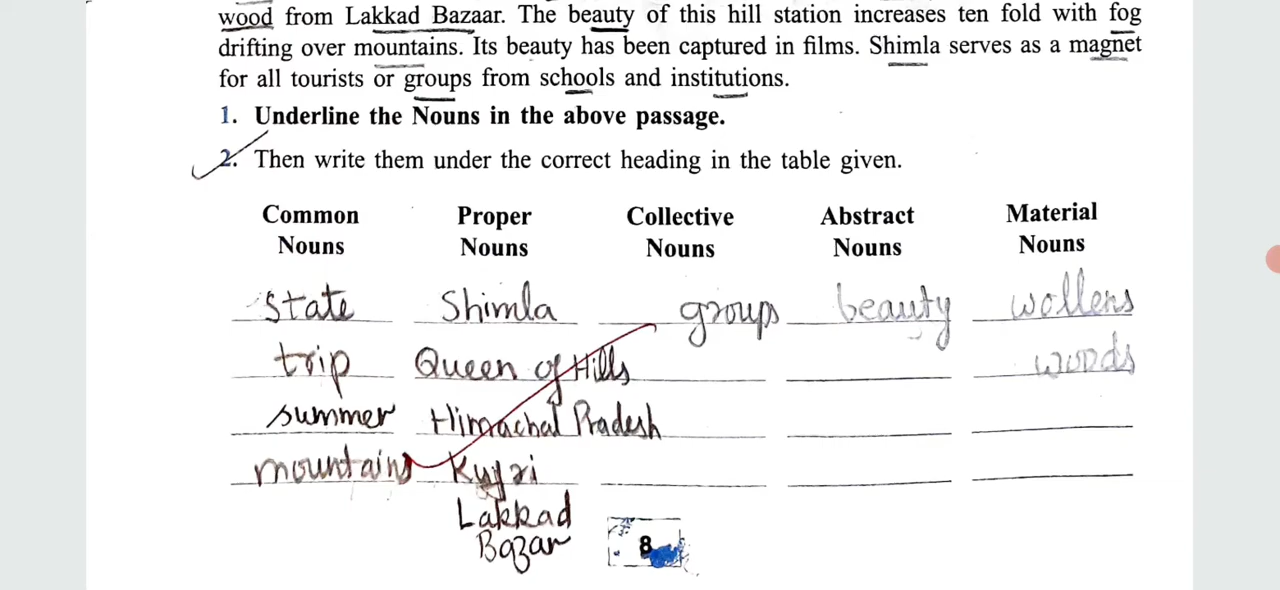 wood from Lakkad Bazaar. The beauty of this hill station increases ten fold with fog
drifting over mountains. Its beauty has been captured in films. Shimla serves as a magnet
for all tourists or groups from schools and institutions.
1. Underline the Nouns in the above passage.
2. Then write them under the correct heading in the table given.
Common Proper Collective Abstract Material
Nouns Nouns Nouns Nouns Nouns
state Shimla groups beauty wollens
trip Queen of Hills woods
summer Himachal Pradesh
mountains Kufri
Lakkad
Bazar
8